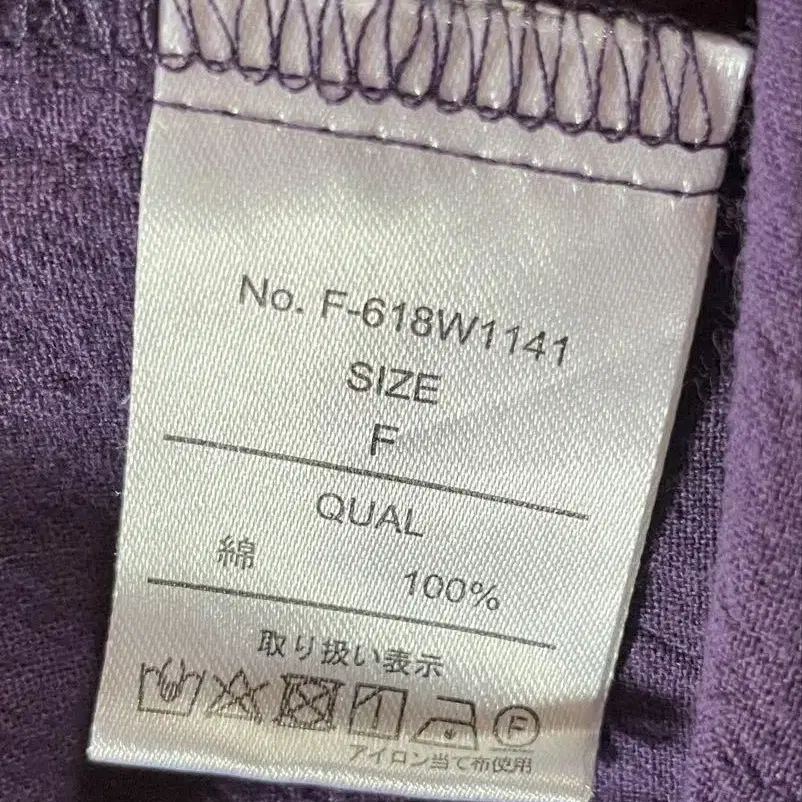 No. F-618W1141
SIZE
F
QUAL
綿 100%
取り扱い表示
F
アイロン当て布使用